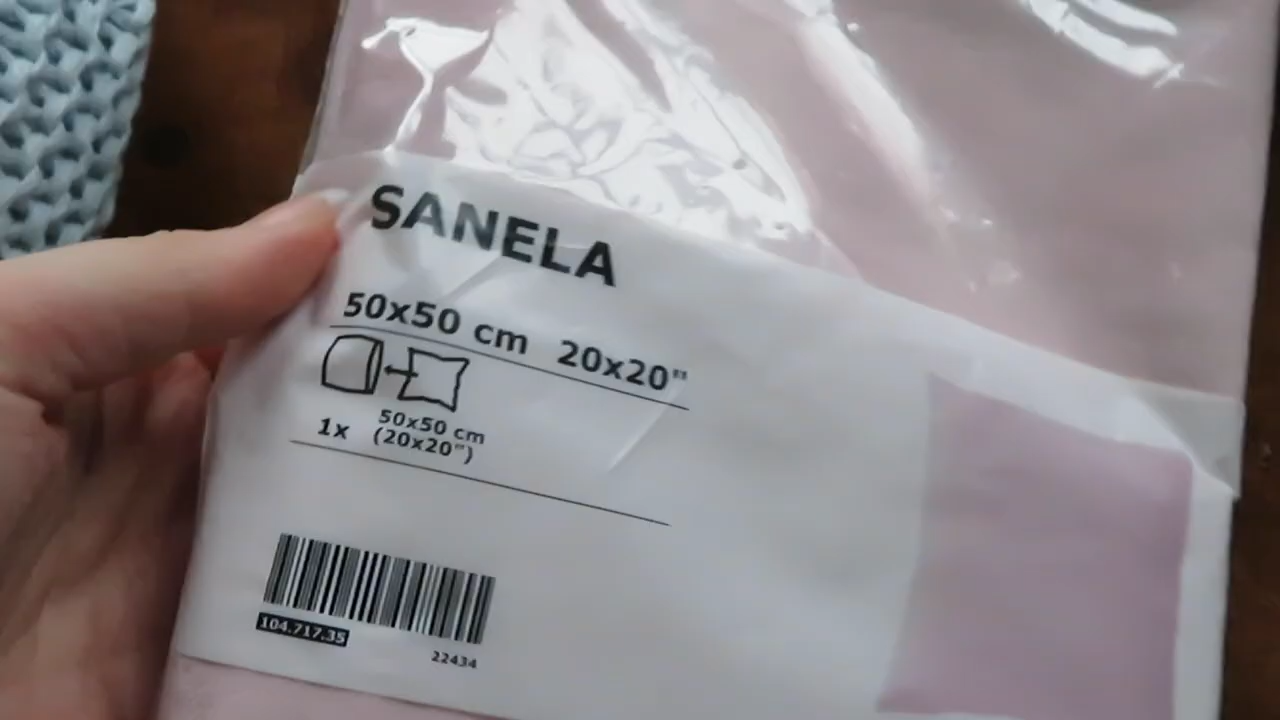 SANELA
50x50 cm 20x20"
1x 50x50 cm
(20x20")
104.717.35
22434